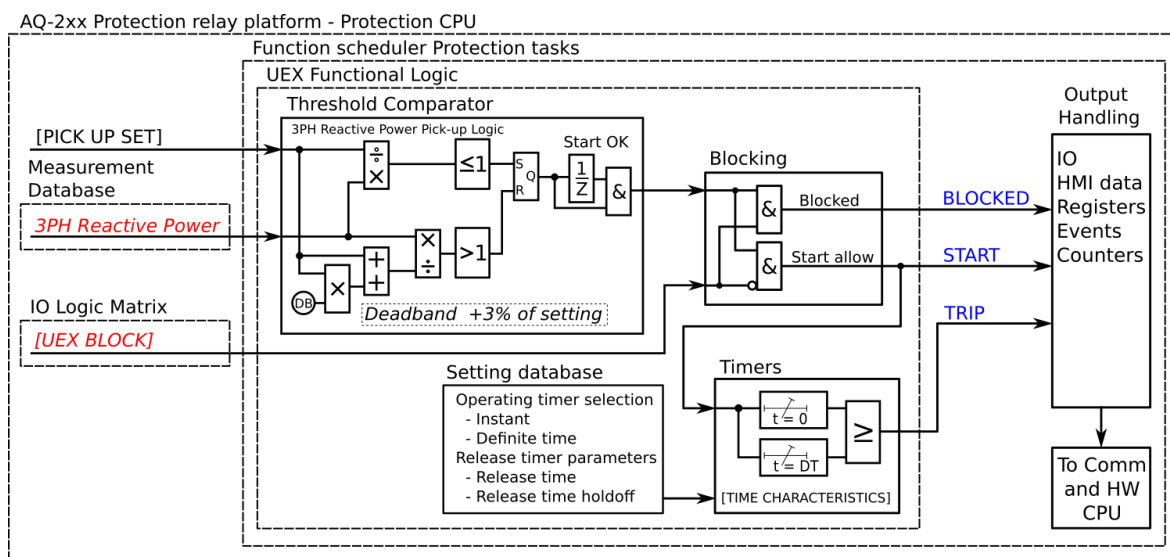 AQ-2xx Protection relay platform - Protection CPU
Function scheduler Protection tasks
UEX Functional Logic
Threshold Comparator
3PH Reactive Power Pick-up Logic
[PICK UP SET]
Measurement
Database
3PH Reactive Power
IO Logic Matrix
[UEX BLOCK]
÷
×
≤1
S
Q
R
Start OK
1
Z
&
×
÷
>1
+
+
×
DB
Deadband +3% of setting
Blocking
&
Blocked
&
Start allow
BLOCKED
START
TRIP
Output
Handling
IO
HMI data
Registers
Events
Counters
Setting database
Operating timer selection
- Instant
- Definite time
Release timer parameters
- Release time
- Release time holdoff
Timers
t = 0
t = DT
≥
[TIME CHARACTERISTICS]
To Comm
and HW
CPU